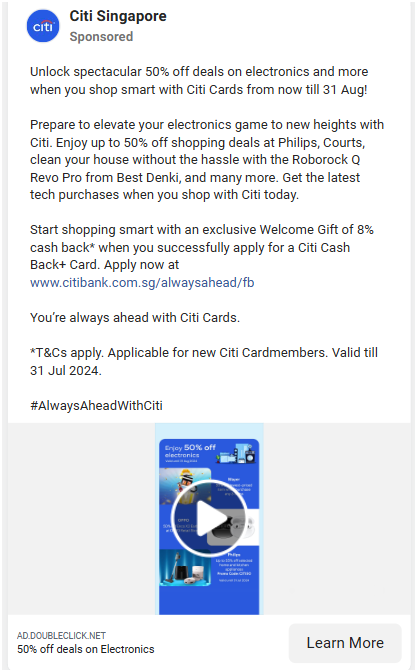 citi
Citi Singapore
Sponsored
Unlock spectacular 50% off deals on electronics and more
when you shop smart with Citi Cards from now till 31 Aug!
Prepare to elevate your electronics game to new heights with
Citi. Enjoy up to 50% off shopping deals at Philips, Courts,
clean your house without the hassle with the Roborock Q
Revo Pro from Best Denki, and many more. Get the latest
tech purchases when you shop with Citi today.
Start shopping smart with an exclusive Welcome Gift of 8%
cash back* when you successfully apply for a Citi Cash
Back+ Card. Apply now at
www.citibank.com.sg/alwaysahead/fb
You’re always ahead with Citi Cards.
*T&Cs apply. Applicable for new Citi Cardmembers. Valid till
31 Jul 2024.
#AlwaysAheadWithCiti
Enjoy 50% off
electronics
OPPO
Philips
AD.DOUBLECLICK.NET
50% off deals on Electronics
Learn More